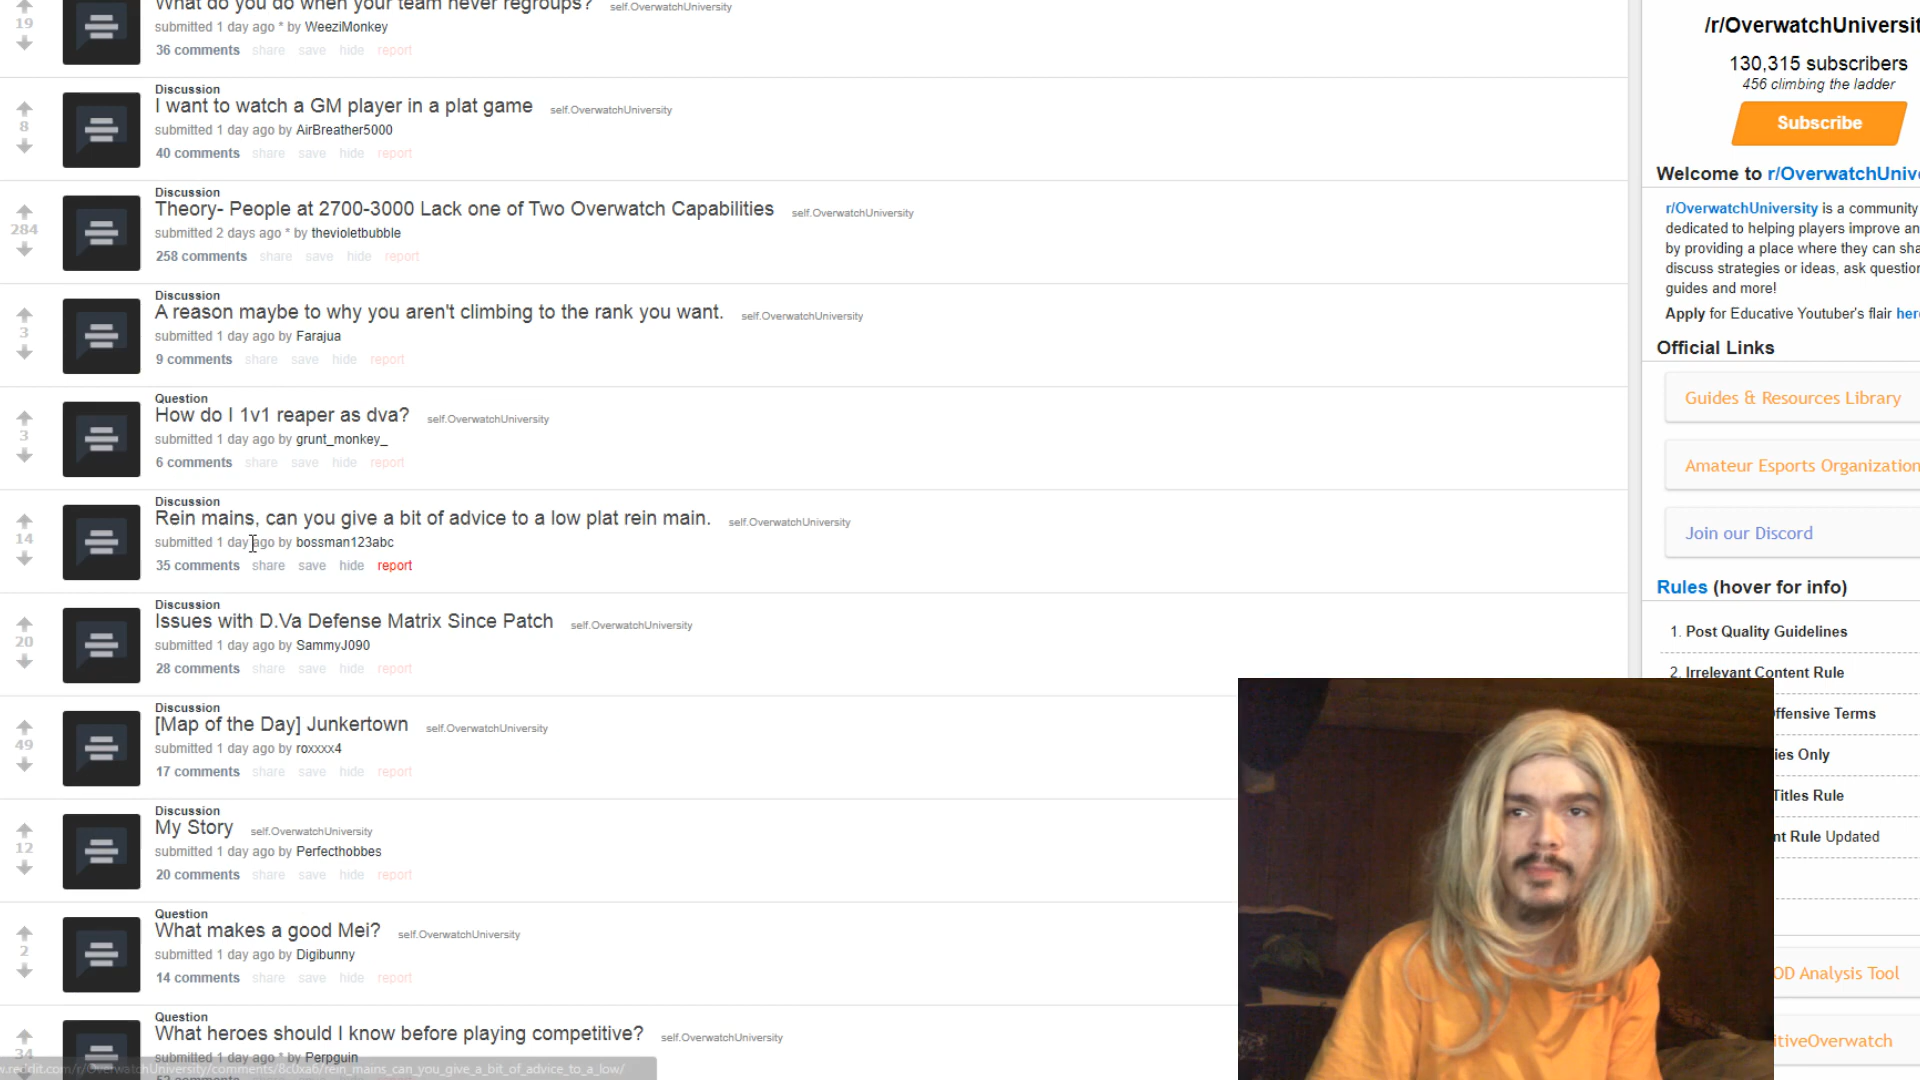 What do you do when your team never regroups? self.OverwatchUniversity
19
submitted 1 day ago * by WeeziMonkey
36 comments share save hide report
Discussion
I want to watch a GM player in a plat game self.OverwatchUniversity
8
submitted 1 day ago by AirBreather5000
40 comments share save hide report
Discussion
Theory- People at 2700-3000 Lack one of Two Overwatch Capabilities self.OverwatchUniversity
284
submitted 2 days ago * by thevioletbubble
258 comments share save hide report
Discussion
A reason maybe to why you aren't climbing to the rank you want. self.OverwatchUniversity
3
submitted 1 day ago by Farajua
9 comments share save hide report
Question
How do I 1v1 reaper as dva? self.OverwatchUniversity
3
submitted 1 day ago by grunt_monkey_
6 comments share save hide report
Discussion
Rein mains, can you give a bit of advice to a low plat rein main. self.OverwatchUniversity
14
submitted 1 day ago by bossman123abc
35 comments share save hide report
Discussion
Issues with D.Va Defense Matrix Since Patch self.OverwatchUniversity
20
submitted 1 day ago by SammyJ090
28 comments share save hide report
Discussion
[Map of the Day] Junkertown self.OverwatchUniversity
49
submitted 1 day ago by roxxxx4
17 comments share save hide report
Discussion
My Story self.OverwatchUniversity
12
submitted 1 day ago by Perfecthobbes
20 comments share save hide report
Question
What makes a good Mei? self.OverwatchUniversity
2
submitted 1 day ago by Digibunny
14 comments share save hide report
Question
What heroes should I know before playing competitive? self.OverwatchUniversity
34
submitted 1 day ago * by Perpguin
w.reddit.com/r/OverwatchUniversity/comments/8c0xa6/rein_mains_can_you_give_a_bit_of_advice_to_a_low/
/r/OverwatchUniversit
130,315 subscribers
456 climbing the ladder
Subscribe
Welcome to r/OverwatchUnive
r/OverwatchUniversity is a community
dedicated to helping players improve an
by providing a place where they can sha
discuss strategies or ideas, ask question
guides and more!
Apply for Educative Youtuber's flair her
Official Links
Guides & Resources Library
Amateur Esports Organization
Join our Discord
Rules (hover for info)
1. Post Quality Guidelines
2. Irrelevant Content Rule
ffensive Terms
ies Only
Titles Rule
nt Rule Updated
OD Analysis Tool
itiveOverwatch